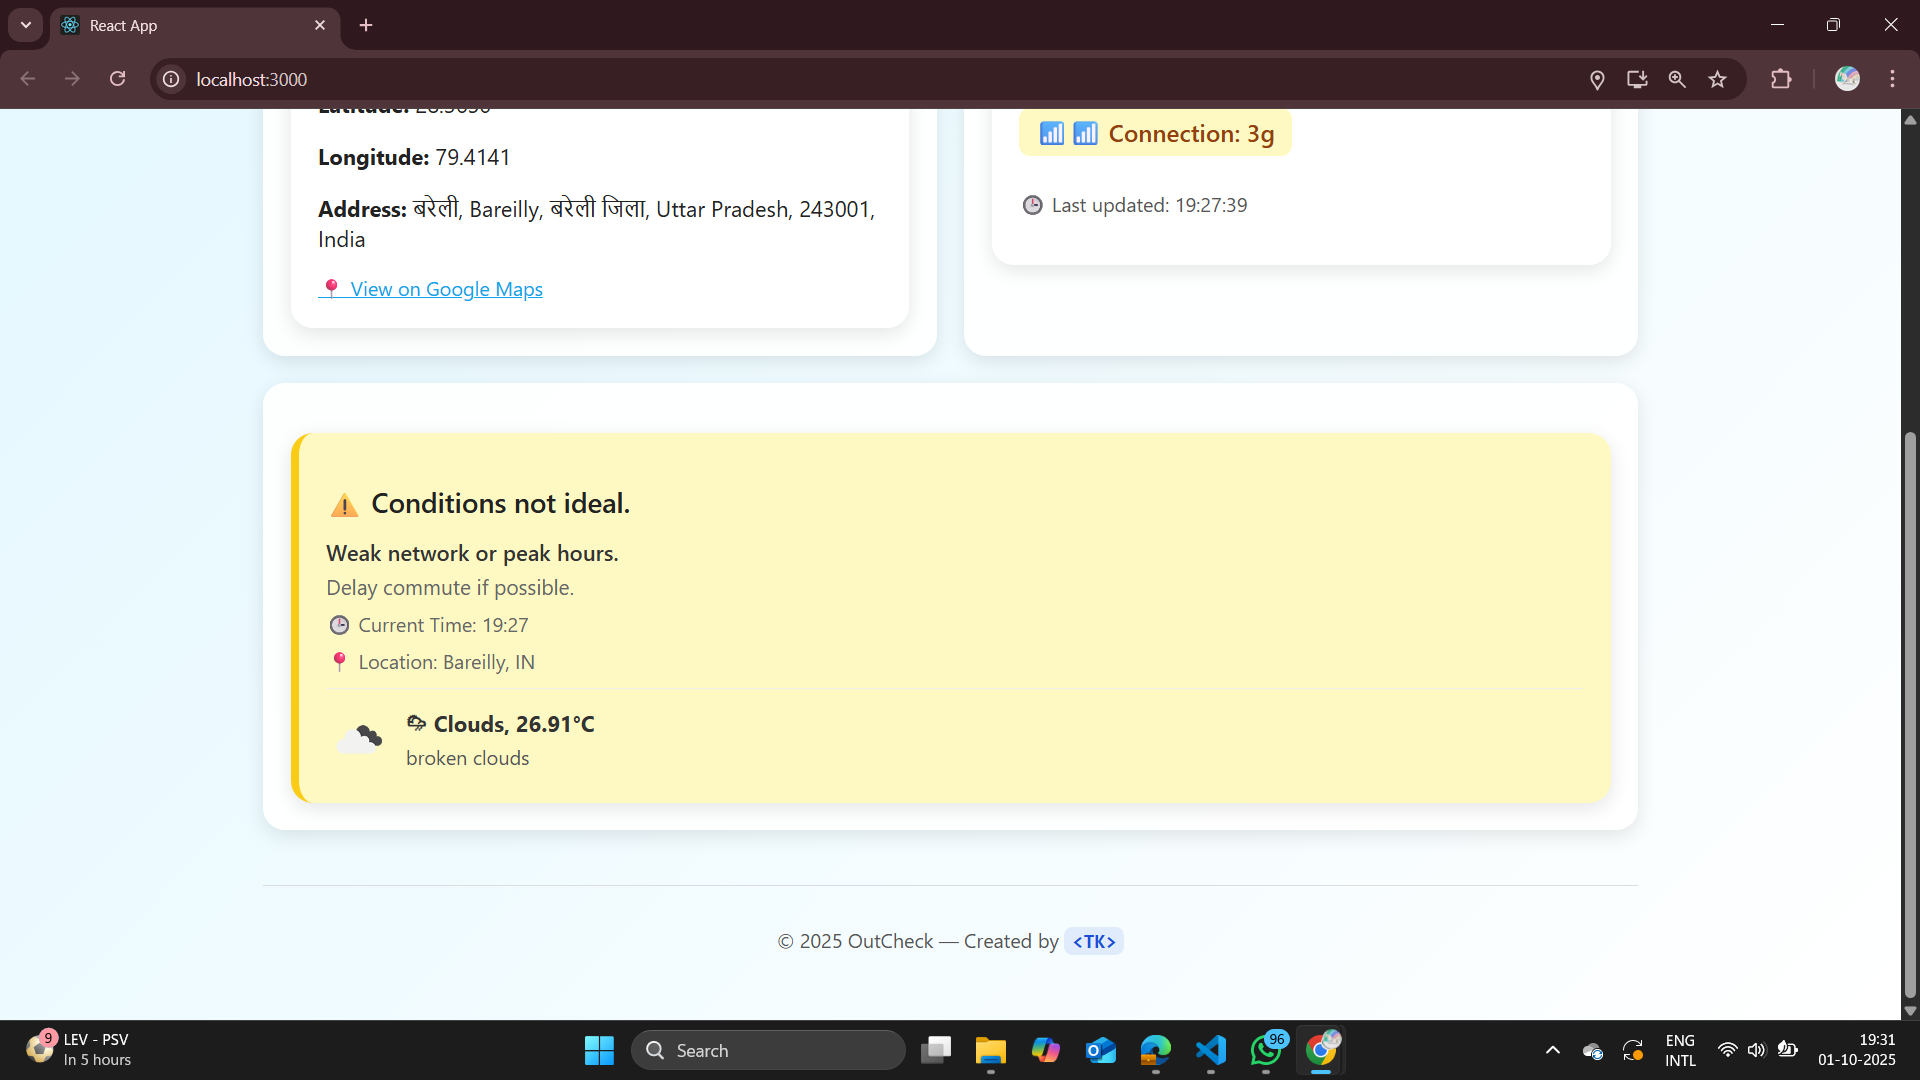 React App
localhost:3000
Latitude: 28.3690
Longitude: 79.4141
Address: बरेली, Bareilly, बरेली जिला, Uttar Pradesh, 243001,
India
View on Google Maps
Connection: 3g
Last updated: 19:27:39
Conditions not ideal.
Weak network or peak hours.
Delay commute if possible.
Current Time: 19:27
Location: Bareilly, IN
Clouds, 26.91°C
broken clouds
© 2025 OutCheck — Created by <TK>
9
LEV - PSV
In 5 hours
Search
96
ENG
INTL
19:31
01-10-2025